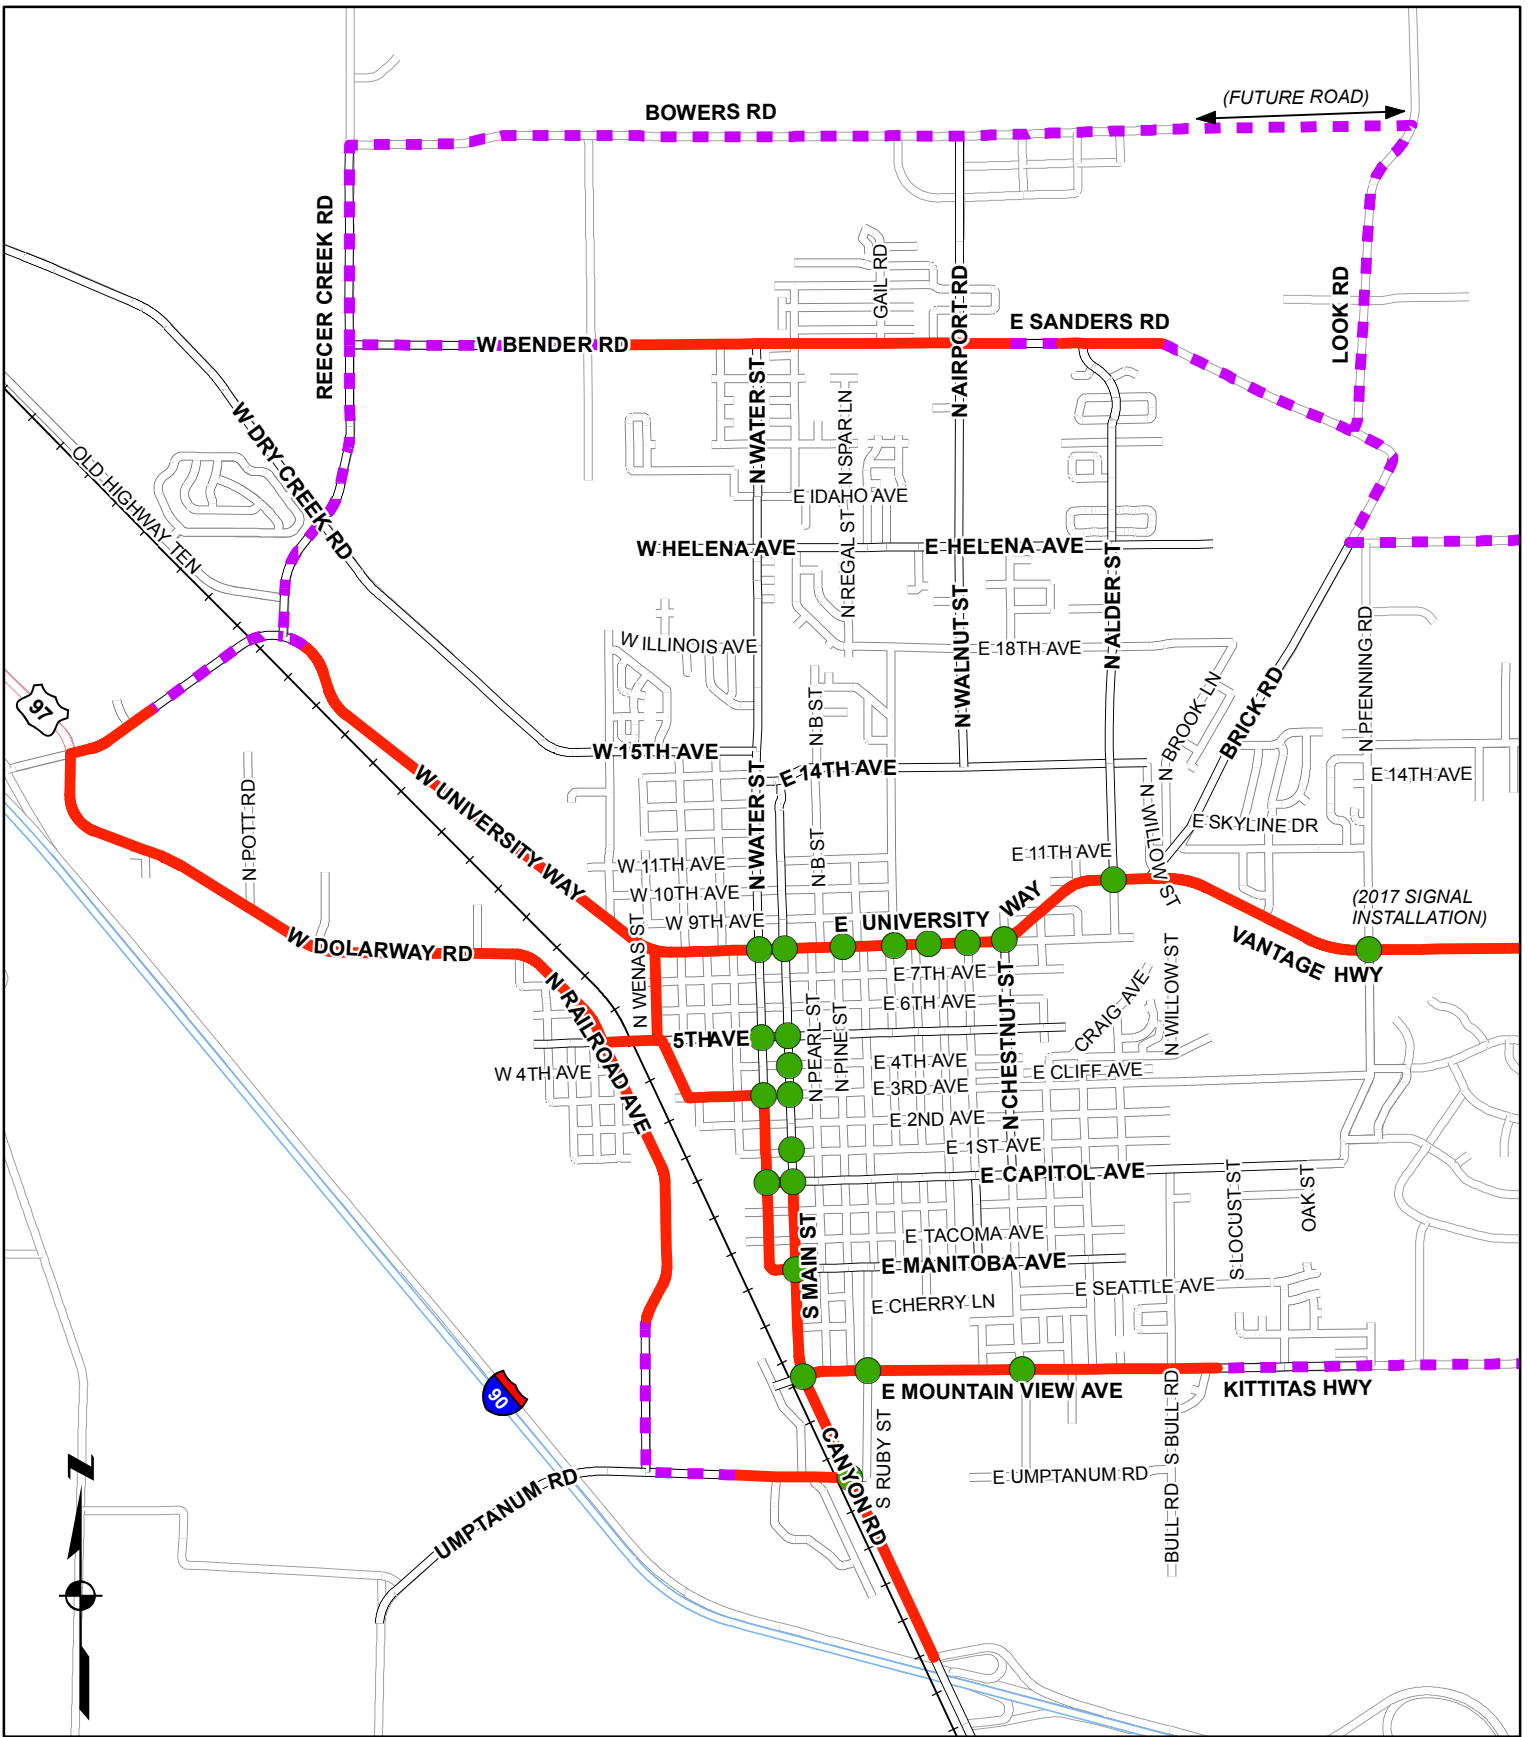 (FUTURE ROAD)
BOWERS RD
REECER CREEK RD
GAIL RD
N AIRPORT RD
LOOK RD
E SANDERS RD
W BENDER RD
N WATER ST
N SPAR LN
W DRY CREEK RD
OLD HIGHWAY TEN
E IDAHO AVE
W HELENA AVE
E HELENA AVE
N REGAL ST
N WALNUT ST
N ALDER ST
N PFENNING RD
W ILLINOIS AVE
E 18TH AVE
97
N B ST
N BROOK LN
BRICK RD
W 15TH AVE
E 14TH AVE
E 14TH AVE
N POTT RD
W UNIVERSITY WAY
N WATER ST
N B ST
N WILLOW ST
E SKYLINE DR
W 11TH AVE
E 11TH AVE
W 10TH AVE
(2017 SIGNAL
INSTALLATION)
W 9TH AVE
E UNIVERSITY WAY
N WENAS ST
W DOLARWAY RD
VANTAGE HWY
N RAILROAD AVE
E 7TH AVE
N WILLOW ST
E 6TH AVE
CRAIG AVE
N PEARL ST
N PINE ST
N CHESTNUT ST
5TH AVE
W 4TH AVE
E 4TH AVE
E CLIFF AVE
E 3RD AVE
E 2ND AVE
E 1ST AVE
E CAPITOL AVE
S LOCUST ST
OAK ST
S MAIN ST
E TACOMA AVE
E MANITOBA AVE
E SEATTLE AVE
E CHERRY LN
90
E MOUNTAIN VIEW AVE
KITTITAS HWY
CANYON RD
S RUBY ST
S BULL RD
BULL RD
E UMPTANUM RD
UMPTANUM RD
N